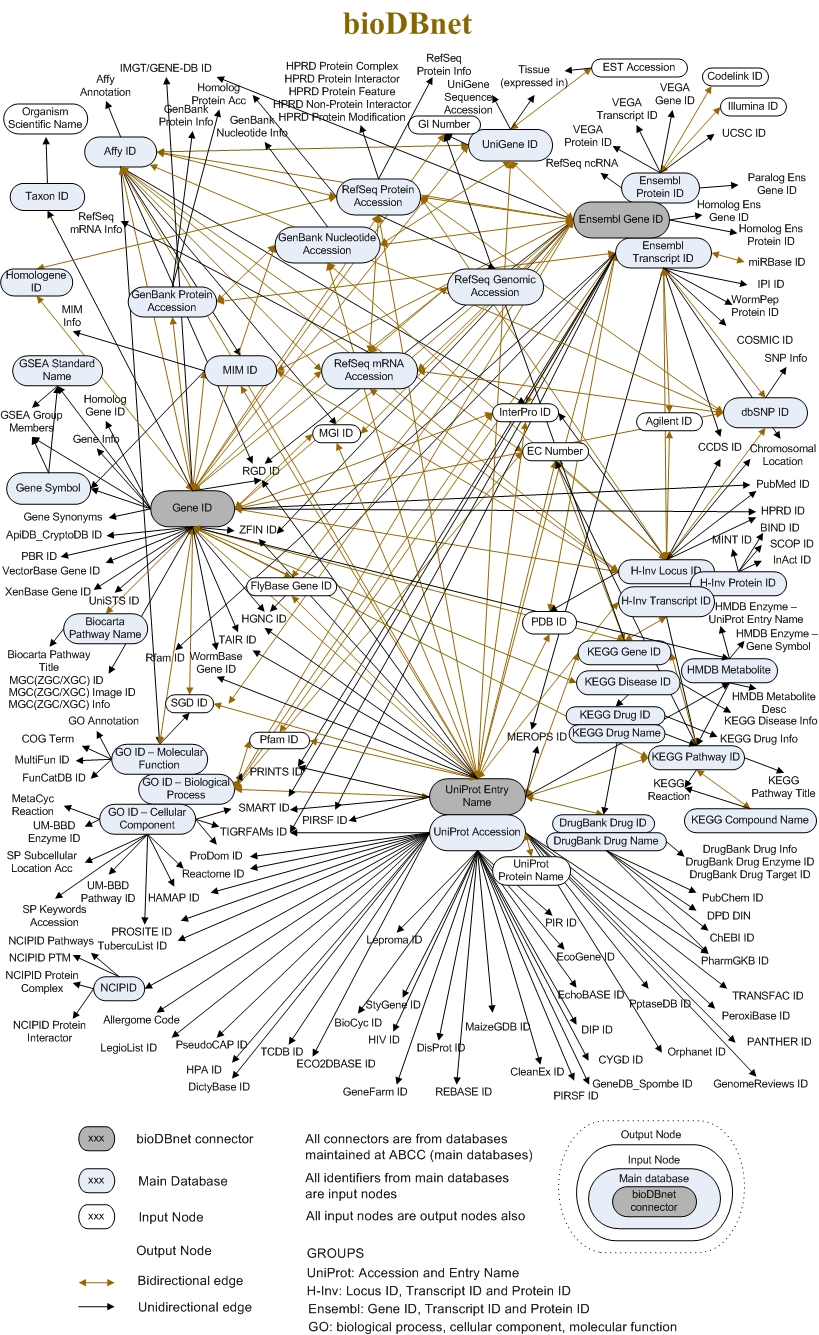 bioDBnet
IMGT/GENE-DB ID
Affy
Annotation
Homolog
Protein Acc
GenBank
Protein Info
GenBank
Nucleotide Info
HPRD Protein Complex
HPRD Protein Interactor
HPRD Protein Feature
HPRD Non-Protein Interactor
HPRD Protein Modification
RefSeq
Protein Info
UniGene
Sequence
Accession
Tissue
(expressed in)
EST Accession
Codelink ID
VEGA
Gene ID
Illumina ID
VEGA
Transcript ID
VEGA
Protein ID
UCSC ID
Organism
Scientific Name
GI Number
UniGene ID
Affy ID
RefSeq ncRNA
Taxon ID
RefSeq Protein
Accession
Ensembl
Protein ID
Paralog Ens
Gene ID
RefSeq
mRNA Info
Ensembl Gene ID
Homolog Ens
Gene ID
Homolog Ens
Protein ID
GenBank Nucleotide
Accession
Ensembl
Transcript ID
miRBase ID
Homologene
ID
GenBank Protein
Accession
RefSeq Genomic
Accession
IPI ID
WormPep
Protein ID
MIM
Info
COSMIC ID
SNP Info
GSEA Standard
Name
MIM ID
RefSeq mRNA
Accession
Homolog
Gene ID
GSEA Group
Members
Gene Info
MGI ID
InterPro ID
Agilent ID
dbSNP ID
EC Number
CCDS ID
Chromosomal
Location
RGD ID
Gene Symbol
PubMed ID
Gene ID
HPRD ID
Gene Synonyms
ApiDB_CryptoDB ID
ZFIN ID
BIND ID
MINT ID
SCOP ID
InAct ID
PBR ID
VectorBase Gene ID
XenBase Gene ID
UniSTS ID
FlyBase Gene ID
H-Inv Locus ID
H-Inv Protein ID
H-Inv Transcript ID
HMDB Enzyme –
UniProt Entry Name
HMDB Enzyme –
Gene Symbol
Biocarta
Pathway Name
HGNC ID
PDB ID
TAIR ID
Biocarta Pathway
Title
Rfam ID
WormBase
Gene ID
KEGG Gene ID
HMDB Metabolite
MGC(ZGC/XGC) ID
MGC(ZGC/XGC) Image ID
MGC(ZGC/XGC) Info
KEGG Disease ID
HMDB Metabolite
Desc
SGD ID
KEGG Drug ID
KEGG Drug Name
KEGG Disease Info
GO Annotation
COG Term
MultiFun ID
FunCatDB ID
GO ID – Molecular
Function
Pfam ID
MEROPS ID
KEGG Drug Info
KEGG Pathway ID
PRINTS ID
GO ID – Biological
Process
UniProt Entry
Name
KEGG
Reaction
KEGG
Pathway Title
MetaCyc
Reaction
UM-BBD
Enzyme ID
GO ID – Cellular
Component
SMART ID
PIRSF ID
KEGG Compound Name
TIGRFAMs ID
UniProt Accession
DrugBank Drug ID
DrugBank Drug Name
SP Subcellular
Location Acc
ProDom ID
Reactome ID
UniProt
Protein Name
DrugBank Drug Info
DrugBank Drug Enzyme ID
DrugBank Drug Target ID
UM-BBD
Pathway ID
HAMAP ID
PubChem ID
SP Keywords
Accession
DPD DIN
PROSITE ID
TubercuList ID
PIR ID
ChEBI ID
NCIPID Pathways
NCIPID PTM
Leproma ID
EcoGene ID
PharmGKB ID
NCIPID Protein
Complex
NCIPID
EchoBASE ID
PptaseDB ID
TRANSFAC ID
StyGene ID
PeroxiBase ID
NCIPID Protein
Interactor
Allergome Code
BioCyc ID
MaizeGDB ID
DIP ID
HIV ID
PANTHER ID
LegioList ID
PseudoCAP ID
TCDB ID
DisProt ID
Orphanet ID
ECO2DBASE ID
CYGD ID
HPA ID
CleanEx ID
DictyBase ID
GeneFarm ID
REBASE ID
PIRSF ID
GeneDB_Spombe ID
GenomeReviews ID
xxx
bioDBnet connector
All connectors are from databases
maintained at ABCC (main databases)
xxx
Main Database
All identifiers from main databases
are input nodes
xxx
Input Node
All input nodes are output nodes also
Output Node
Input Node
Main database
bioDBnet
connector
Output Node
GROUPS
Bidirectional edge
UniProt: Accession and Entry Name
H-Inv: Locus ID, Transcript ID and Protein ID
Unidirectional edge
Ensembl: Gene ID, Transcript ID and Protein ID
GO: biological process, cellular component, molecular function